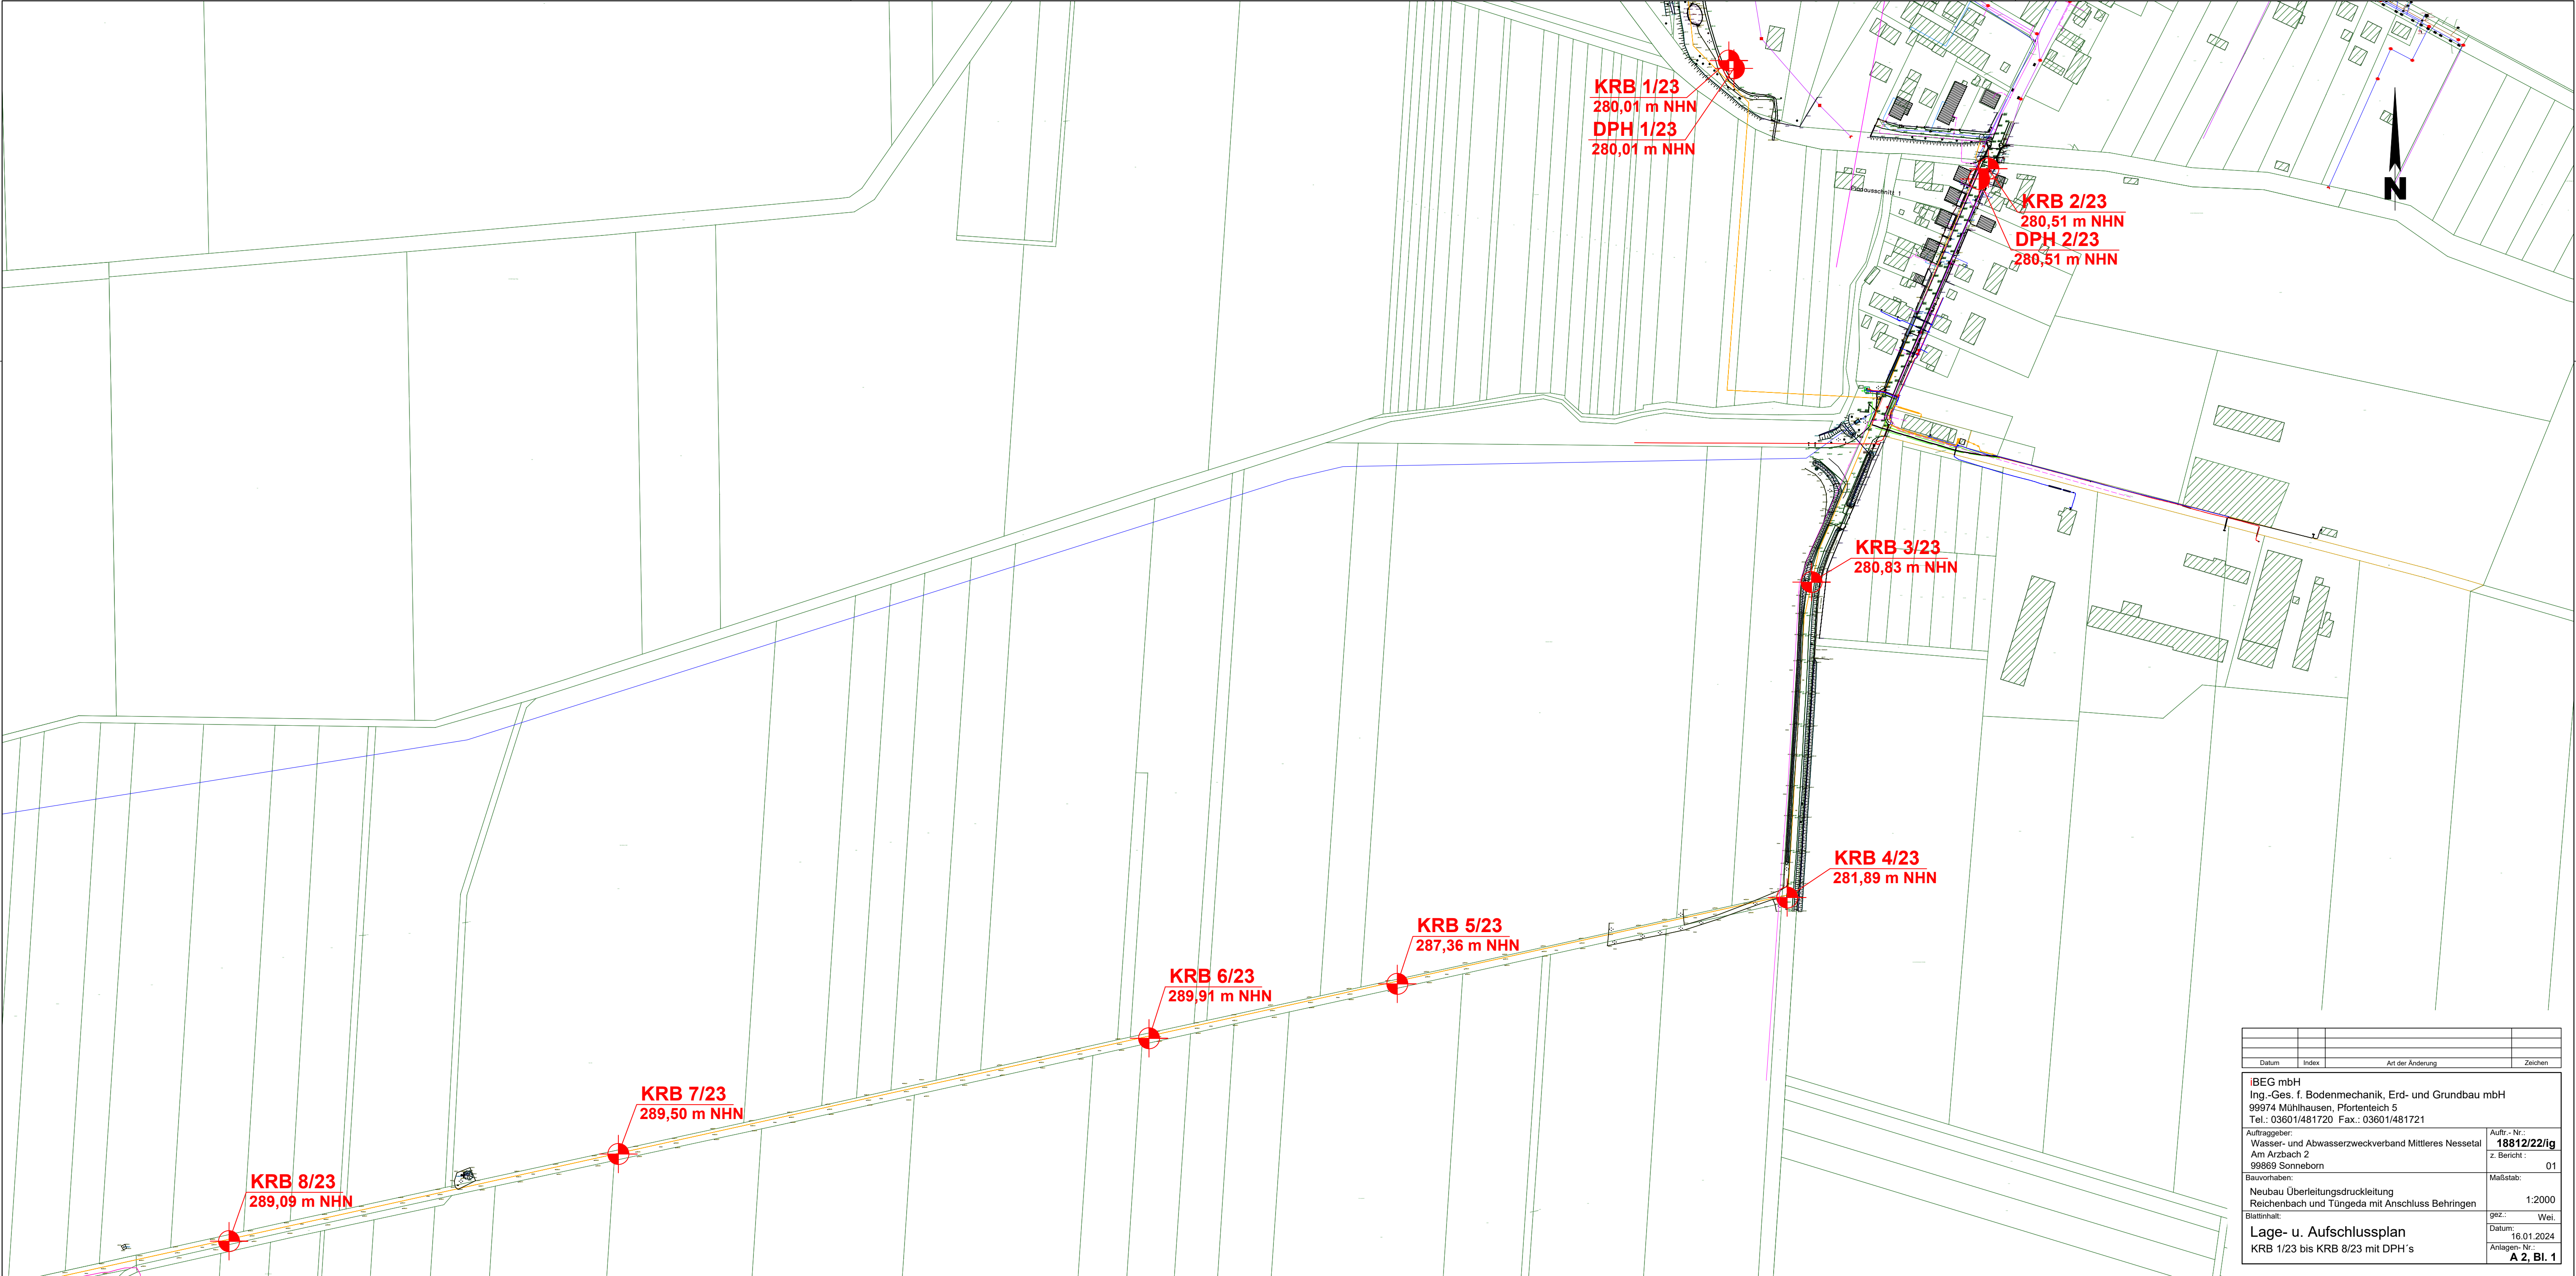 KRB 1/23
280,01 m NHN
DPH 1/23
280,01 m NHN
N
KRB 2/23
280,51 m NHN
DPH 2/23
280,51 m NHN
KRB 3/23
280,83 m NHN
KRB 4/23
281,89 m NHN
KRB 5/23
287,36 m NHN
KRB 6/23
289,91 m NHN
KRB 7/23
289,50 m NHN
KRB 8/23
289,09 m NHN
Datum Index Art der Änderung Zeichen
iBEG mbH
Ing.-Ges. f. Bodenmechanik, Erd- und Grundbau mbH
99974 Mühlhausen, Pfortenteich 5
Tel.: 03601/481720 Fax.: 03601/481721
Auftraggeber:
Wasser- und Abwasserzweckverband Mittleres Nessetal
Am Arzbach 2
99869 Sonneborn
Auftr.- Nr.:
18812/22/ig
z. Bericht :
01
Bauvorhaben:
Neubau Überleitungsdruckleitung
Reichenbach und Tüngeda mit Anschluss Behringen
Maßstab:
1:2000
Blattinhalt:
Lage- u. Aufschlussplan
KRB 1/23 bis KRB 8/23 mit DPH´s
gez.:
Wei.
Datum:
16.01.2024
Anlagen- Nr.:
A 2, Bl. 1